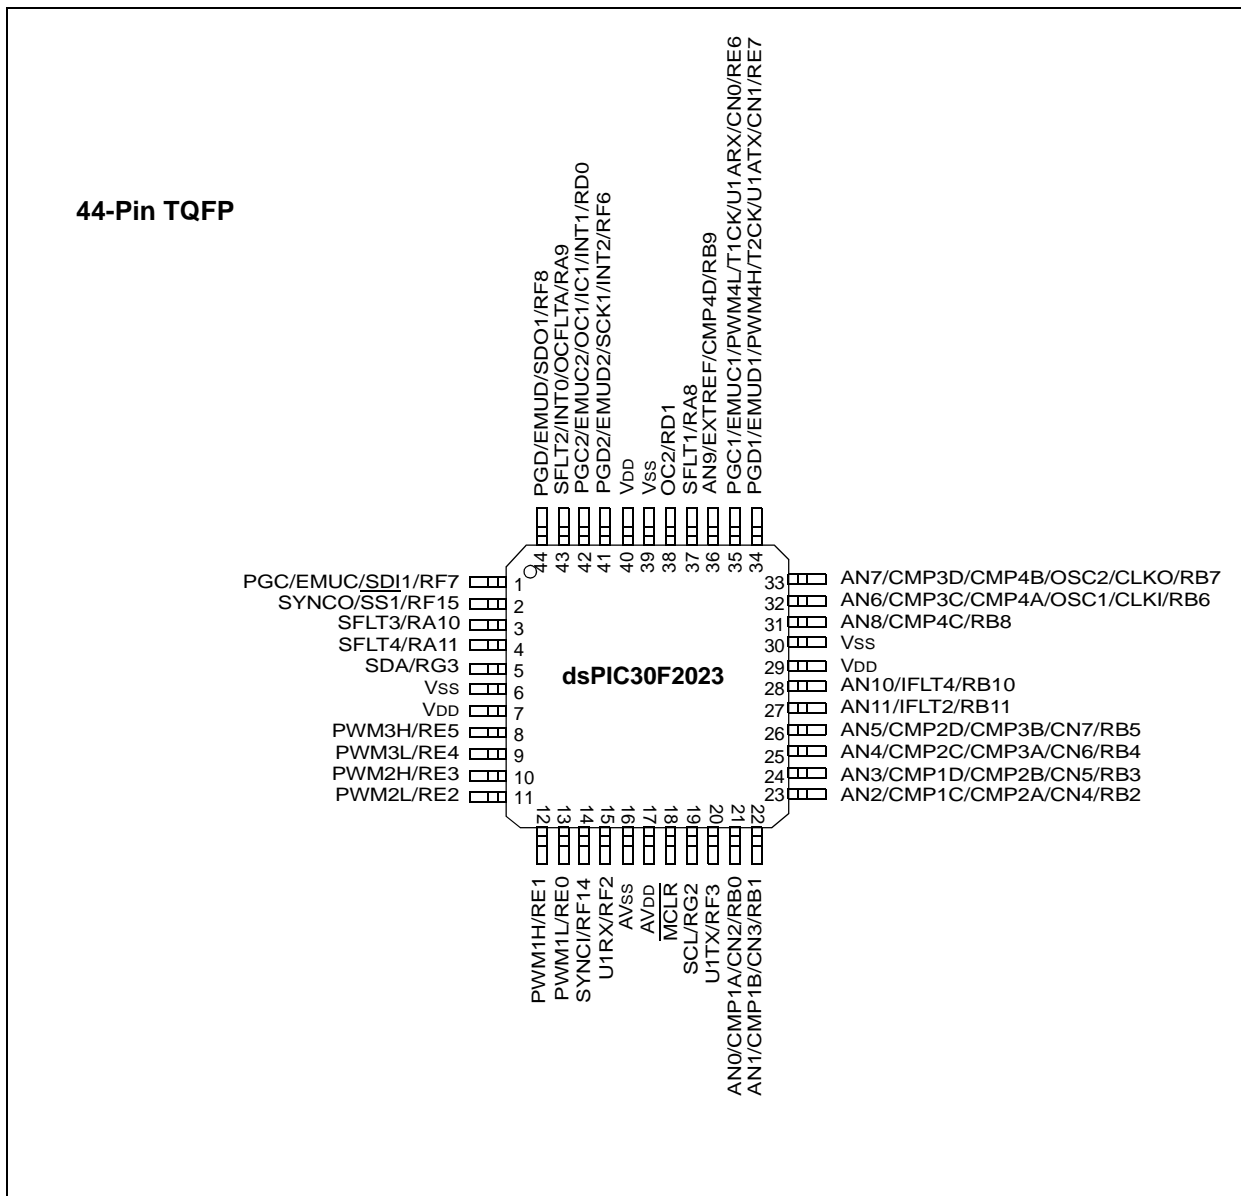 44-Pin TQFP
PGD/EMUD/SDO1/RF8
SFLT2/INT0/OCFLTA/RA9
PGC2/EMUC2/OC1/IC1/INT1/RD0
PGD2/EMUD2/SCK1/INT2/RF6
VDD
VSS
OC2/RD1
SFLT1/RA8
AN9/EXTREF/CMP4D/RB9
PGC1/EMUC1/PWM4L/T1CK/U1ARX/CN0/RE6
PGD1/EMUD1/PWM4H/T2CK/U1ATX/CN1/RE7
44
43
42
41
40
39
38
37
36
35
34
PGC/EMUC/SDI1/RF7 1
SYNCO/SS1/RF15 2
SFLT3/RA10 3
SFLT4/RA11 4
SDA/RG3 5
VSS 6
VDD 7
PWM3H/RE5 8
PWM3L/RE4 9
PWM2H/RE3 10
PWM2L/RE2 11
dsPIC30F2023
33 AN7/CMP3D/CMP4B/OSC2/CLKO/RB7
32 AN6/CMP3C/CMP4A/OSC1/CLKI/RB6
31 AN8/CMP4C/RB8
30 VSS
29 VDD
28 AN10/IFLT4/RB10
27 AN11/IFLT2/RB11
26 AN5/CMP2D/CMP3B/CN7/RB5
25 AN4/CMP2C/CMP3A/CN6/RB4
24 AN3/CMP1D/CMP2B/CN5/RB3
23 AN2/CMP1C/CMP2A/CN4/RB2
12
13
14
15
16
17
18
19
20
21
22
PWM1H/RE1
PWM1L/RE0
SYNCI/RF14
U1RX/RF2
AVSS
AVDD
MCLR
SCL/RG2
U1TX/RF3
AN0/CMP1A/CN2/RB0
AN1/CMP1B/CN3/RB1